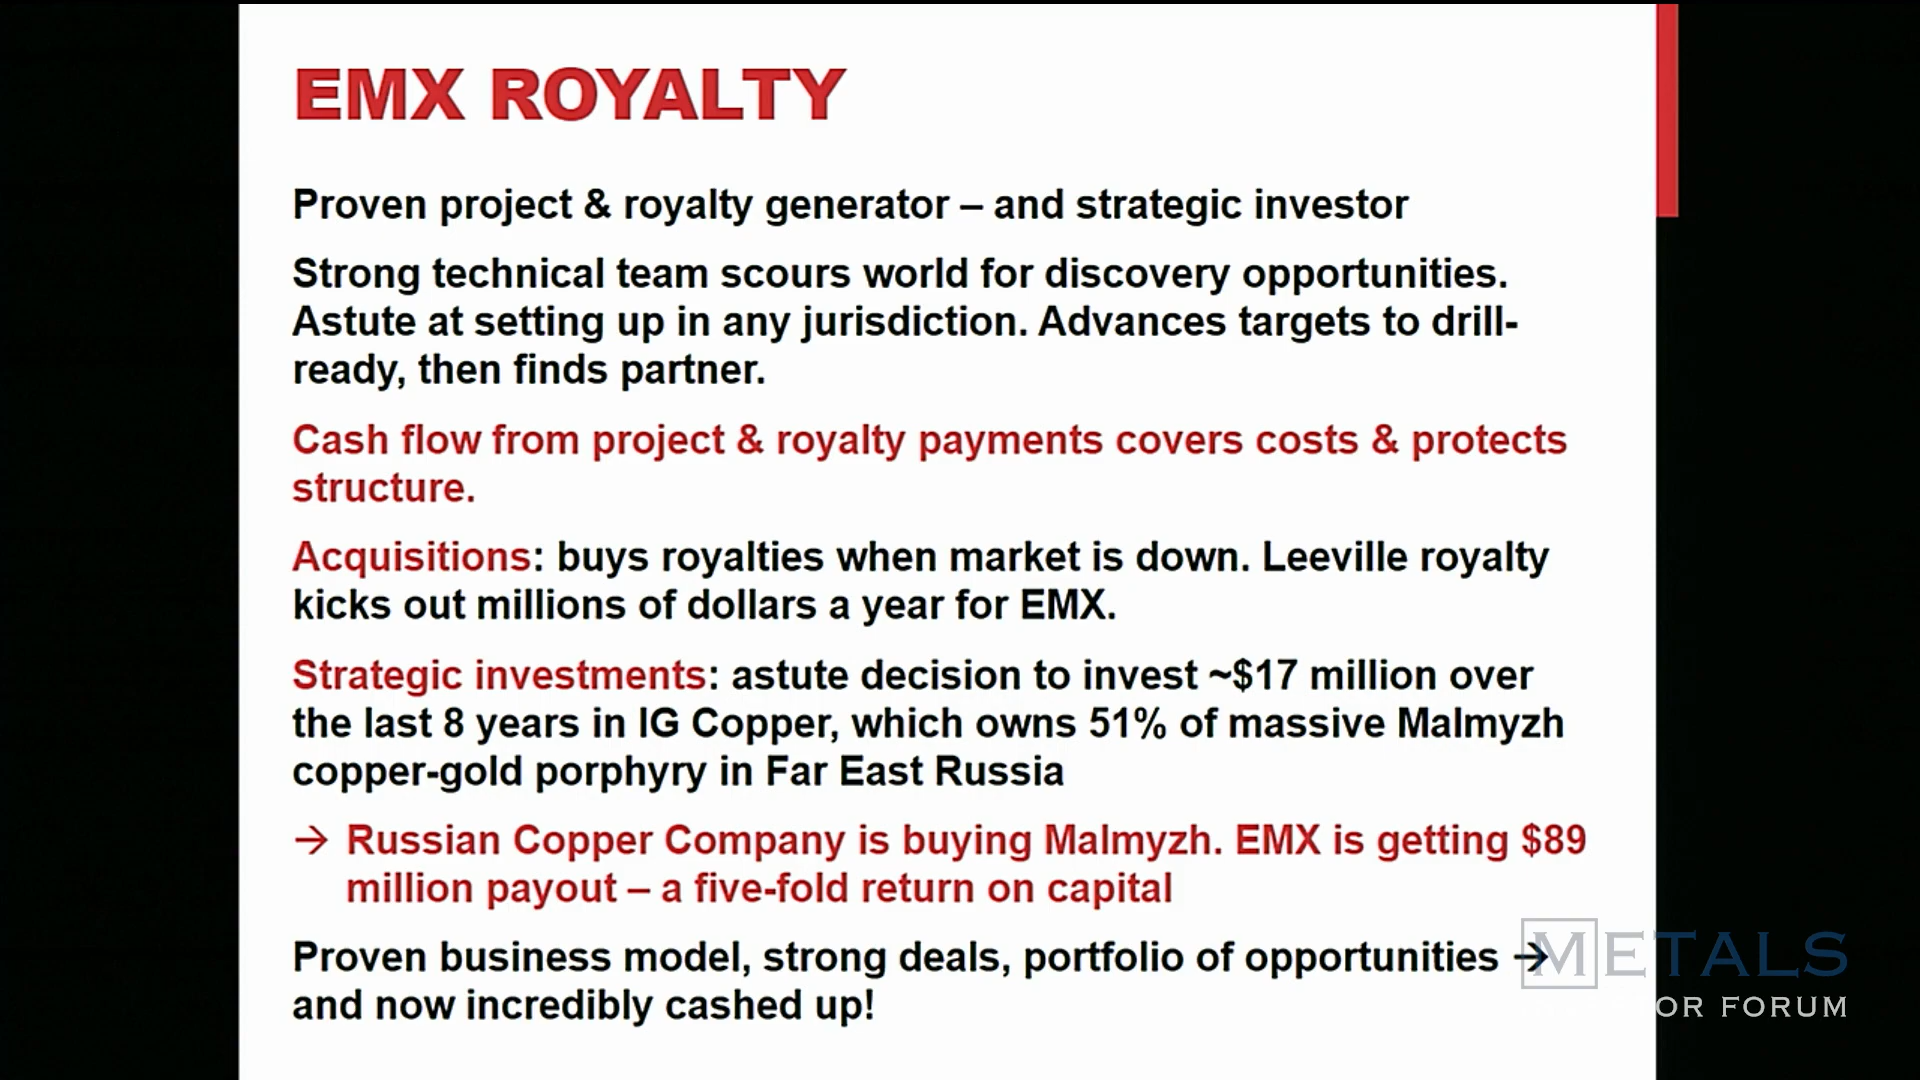 EMX ROYALTY
Proven project & royalty generator – and strategic investor
Strong technical team scours world for discovery opportunities.
Astute at setting up in any jurisdiction. Advances targets to drill-
ready, then finds partner.
Cash flow from project & royalty payments covers costs & protects
structure.
Acquisitions: buys royalties when market is down. Leeville royalty
kicks out millions of dollars a year for EMX.
Strategic investments: astute decision to invest ~$17 million over
the last 8 years in IG Copper, which owns 51% of massive Malmyzh
copper-gold porphyry in Far East Russia
→ Russian Copper Company is buying Malmyzh. EMX is getting $89
million payout – a five-fold return on capital
Proven business model, strong deals, portfolio of opportunities →
and now incredibly cashed up!
METALS
INVESTOR FORUM